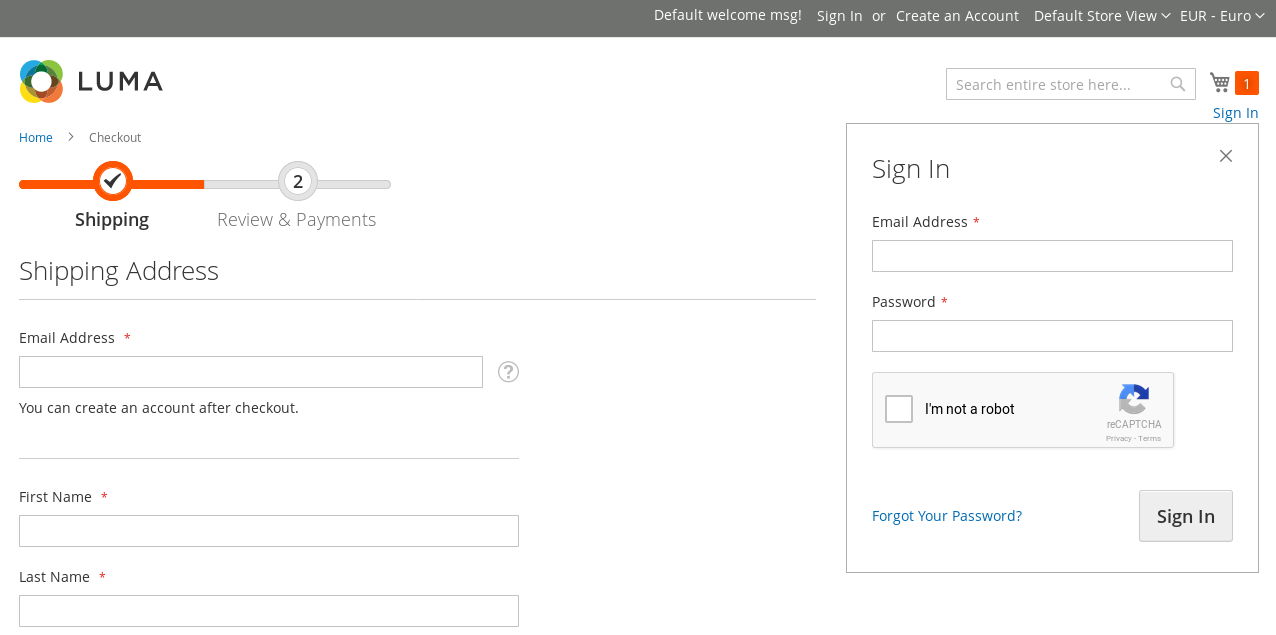 Default welcome msg! Sign In or Create an Account Default Store View EUR - Euro
LUMA
Search entire store here...
1
Sign In
Home Checkout
2
Shipping
Review & Payments
Shipping Address
Email Address *
?
You can create an account after checkout.
First Name *
Last Name *
Sign In
Email Address *
Password *
I'm not a robot
reCAPTCHA
Privacy - Terms
Forgot Your Password?
Sign In